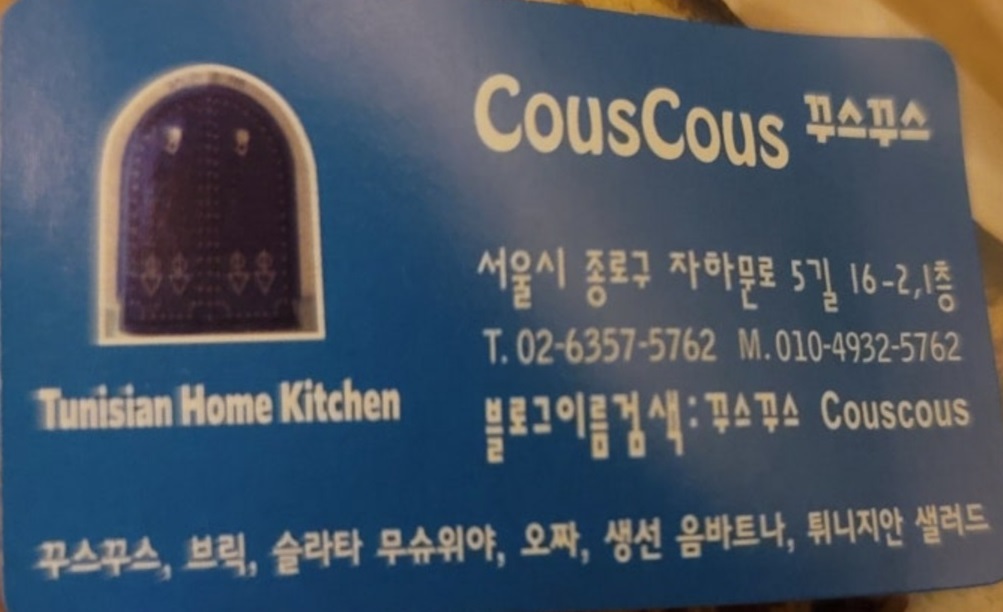 CousCous 꾸스꾸스
서울시 종로구 자하문로 5길 16-2,1층
T. 02-6357-5762 M. 010-4932-5762
Tunisian Home Kitchen
블로그이름검색:꾸스꾸스 Couscous
꾸스꾸스, 브릭, 슬라타 무슈위야, 오짜, 생선 음바트나, 튀니지안 샐러드